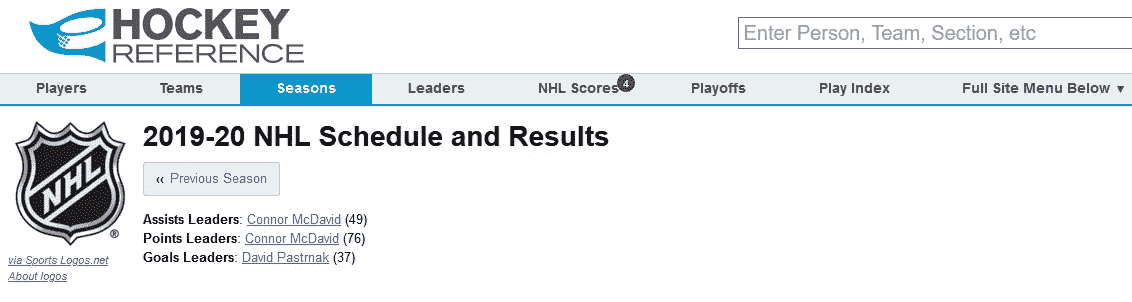 HOCKEY
REFERENCE
Enter Person, Team, Section, etc
Players Teams Seasons Leaders NHL Scores 4 Playoffs Play Index Full Site Menu Below ▼
NHL
®
2019-20 NHL Schedule and Results
« Previous Season
Assists Leaders: Connor McDavid (49)
Points Leaders: Connor McDavid (76)
Goals Leaders: David Pastrnak (37)
via Sports Logos.net
About logos